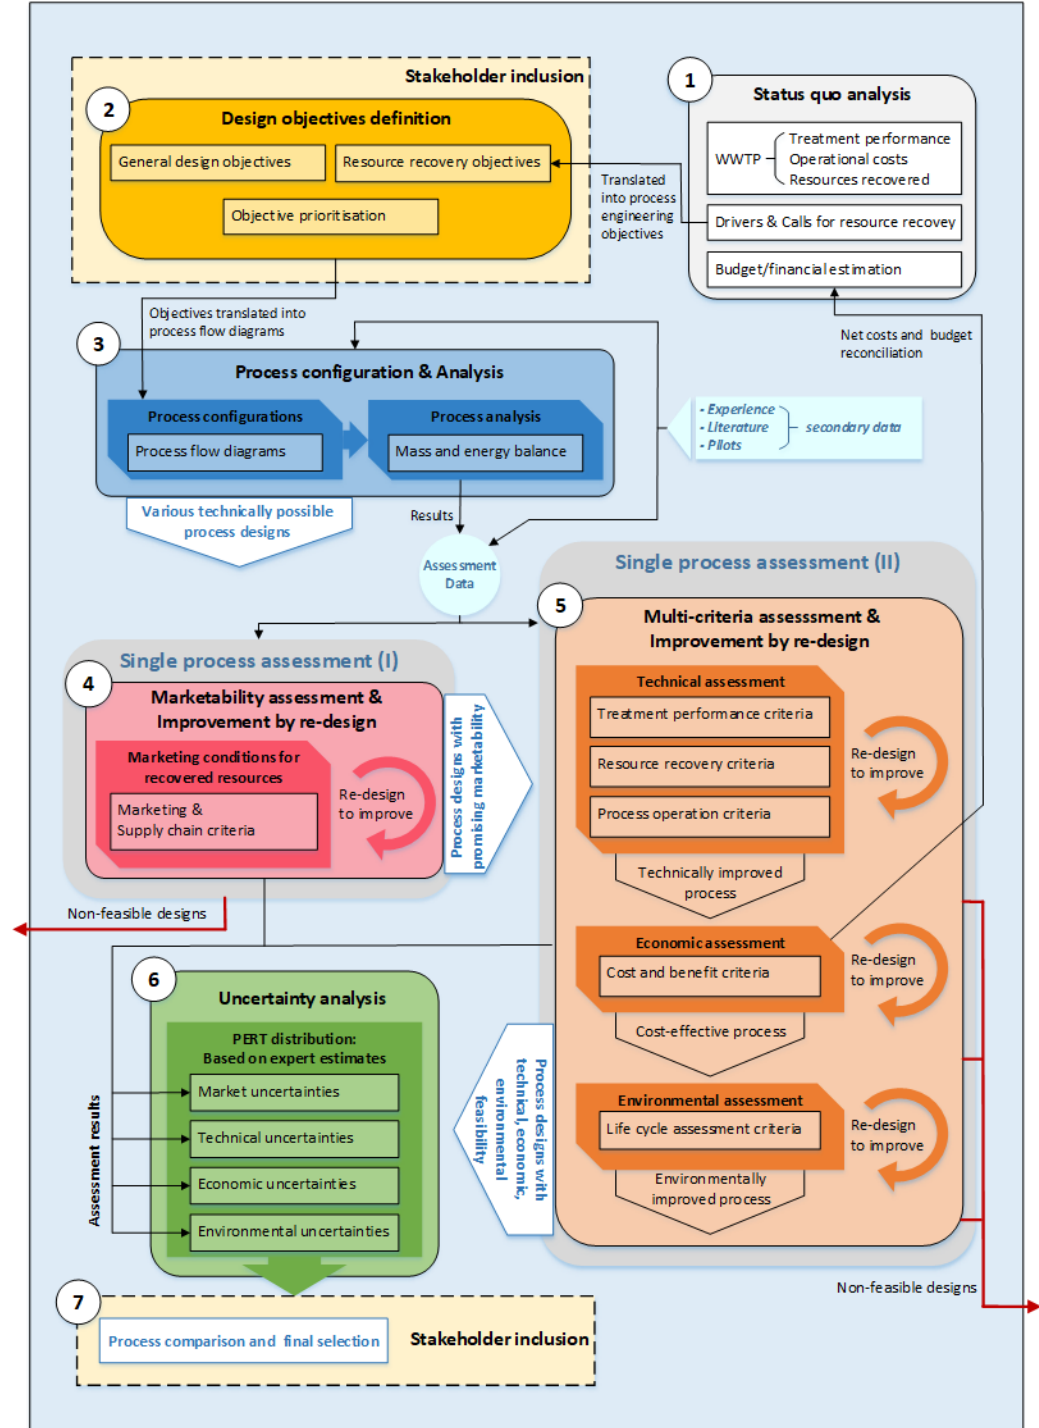 Stakeholder inclusion
2
Design objectives definition
General design objectives
Resource recovery objectives
Objective prioritisation
1
Status quo analysis
WWTP
Treatment performance
Operational costs
Resources recovered
Drivers & Calls for resource recovey
Budget/financial estimation
Translated
into process
engineering
objectives
Objectives translated into
process flow diagrams
Net costs and budget
reconciliation
3
Process configuration & Analysis
Process configurations
Process flow diagrams
Process analysis
Mass and energy balance
- Experience
- Literature
- Pilots
secondary data
Various technically possible
process designs
Results
Assessment
Data
Single process assessment (I)
4
Marketability assessment &
Improvement by re-design
Marketing conditions for
recovered resources
Marketing &
Supply chain criteria
Re-design
to improve
Process designs with
promising marketability
Non-feasible designs
Single process assessment (II)
5
Multi-criteria assesssment &
Improvement by re-design
Technical assessment
Treatment performance criteria
Resource recovery criteria
Process operation criteria
Re-design
to improve
Technically improved
process
Economic assessment
Cost and benefit criteria
Re-design
to improve
Cost-effective process
Environmental assessment
Life cycle assessment criteria
Re-design
to improve
Environmentally
improved process
Non-feasible designs
Process designs with
technical, economic,
environmental
feasibility
6
Uncertainty analysis
PERT distribution:
Based on expert estimates
Market uncertainties
Technical uncertainties
Economic uncertainties
Environmental uncertainties
Assessment results
7
Process comparison and final selection
Stakeholder inclusion